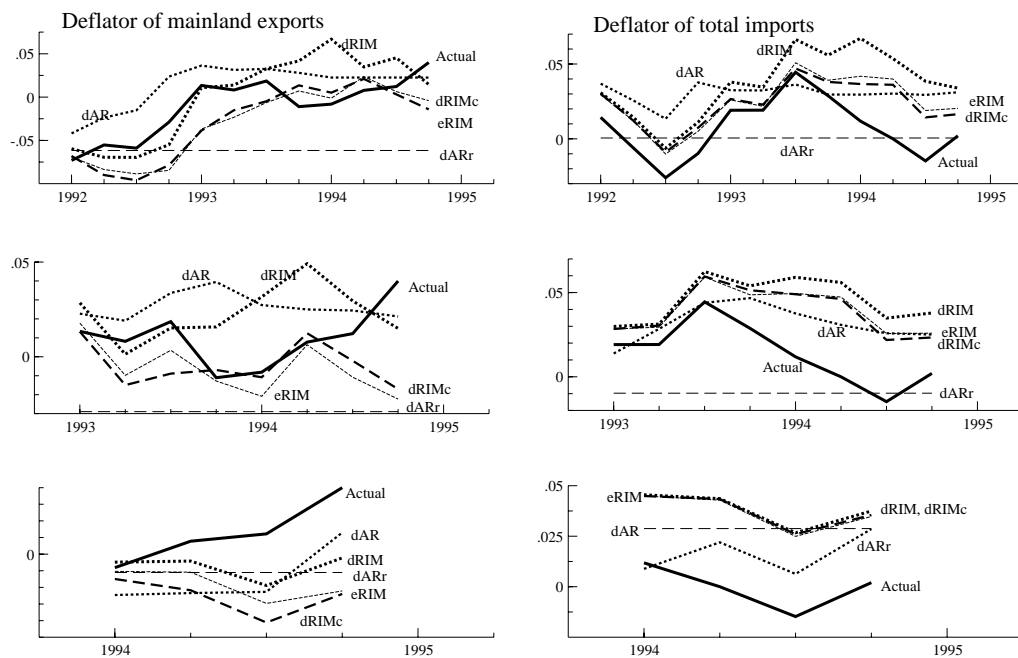 Deflator of mainland exports
.05
0
-.05
dAR
dRIM
Actual
dRIMc
eRIM
dARr
1992
1993
1994
1995
Deflator of total imports
.05
0
dRIM
dAR
eRIM
dRIMc
dARr
Actual
1992
1993
1994
1995
.05
0
dAR
dRIM
Actual
eRIM
dRIMc
dARr
1993
1994
1995
.05
0
dRIM
dAR
eRIM
dRIMc
Actual
dARr
1993
1994
1995
0
Actual
dAR
dRIM
dARr
eRIM
dRIMc
1994
1995
.05
.025
0
eRIM
dRIM, dRIMc
dAR
dARr
Actual
1994
1995